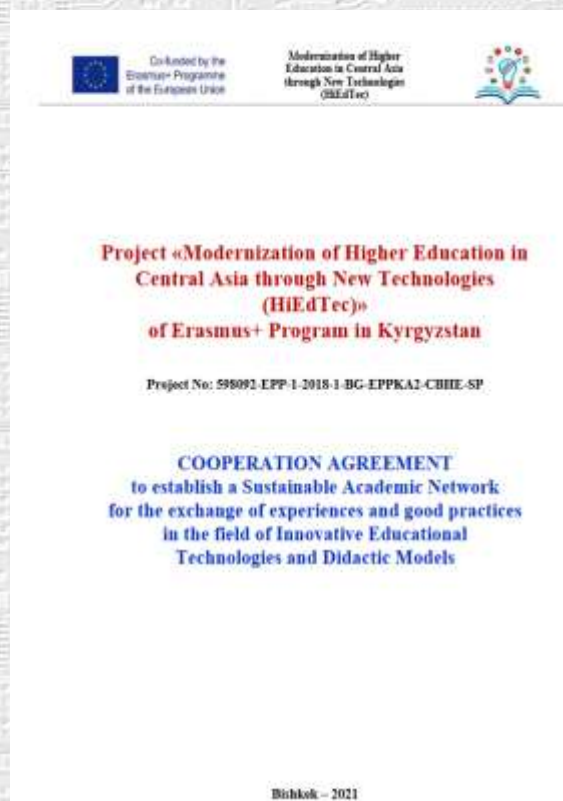 Co-funded by the
Erasmus+ Programme
of the European Union
Modernization of Higher
Education in Central Asia
through New Technologies
(HiEdTec)
Project «Modernization of Higher Education in
Central Asia through New Technologies
(HiEdTec)»
of Erasmus+ Program in Kyrgyzstan
Project No: 598092-EPP-1-2018-1-BG-EPPKA2-CBHE-SP
COOPERATION AGREEMENT
to establish a Sustainable Academic Network
for the exchange of experiences and good practices
in the field of Innovative Educational
Technologies and Didactic Models
Bishkek – 2021